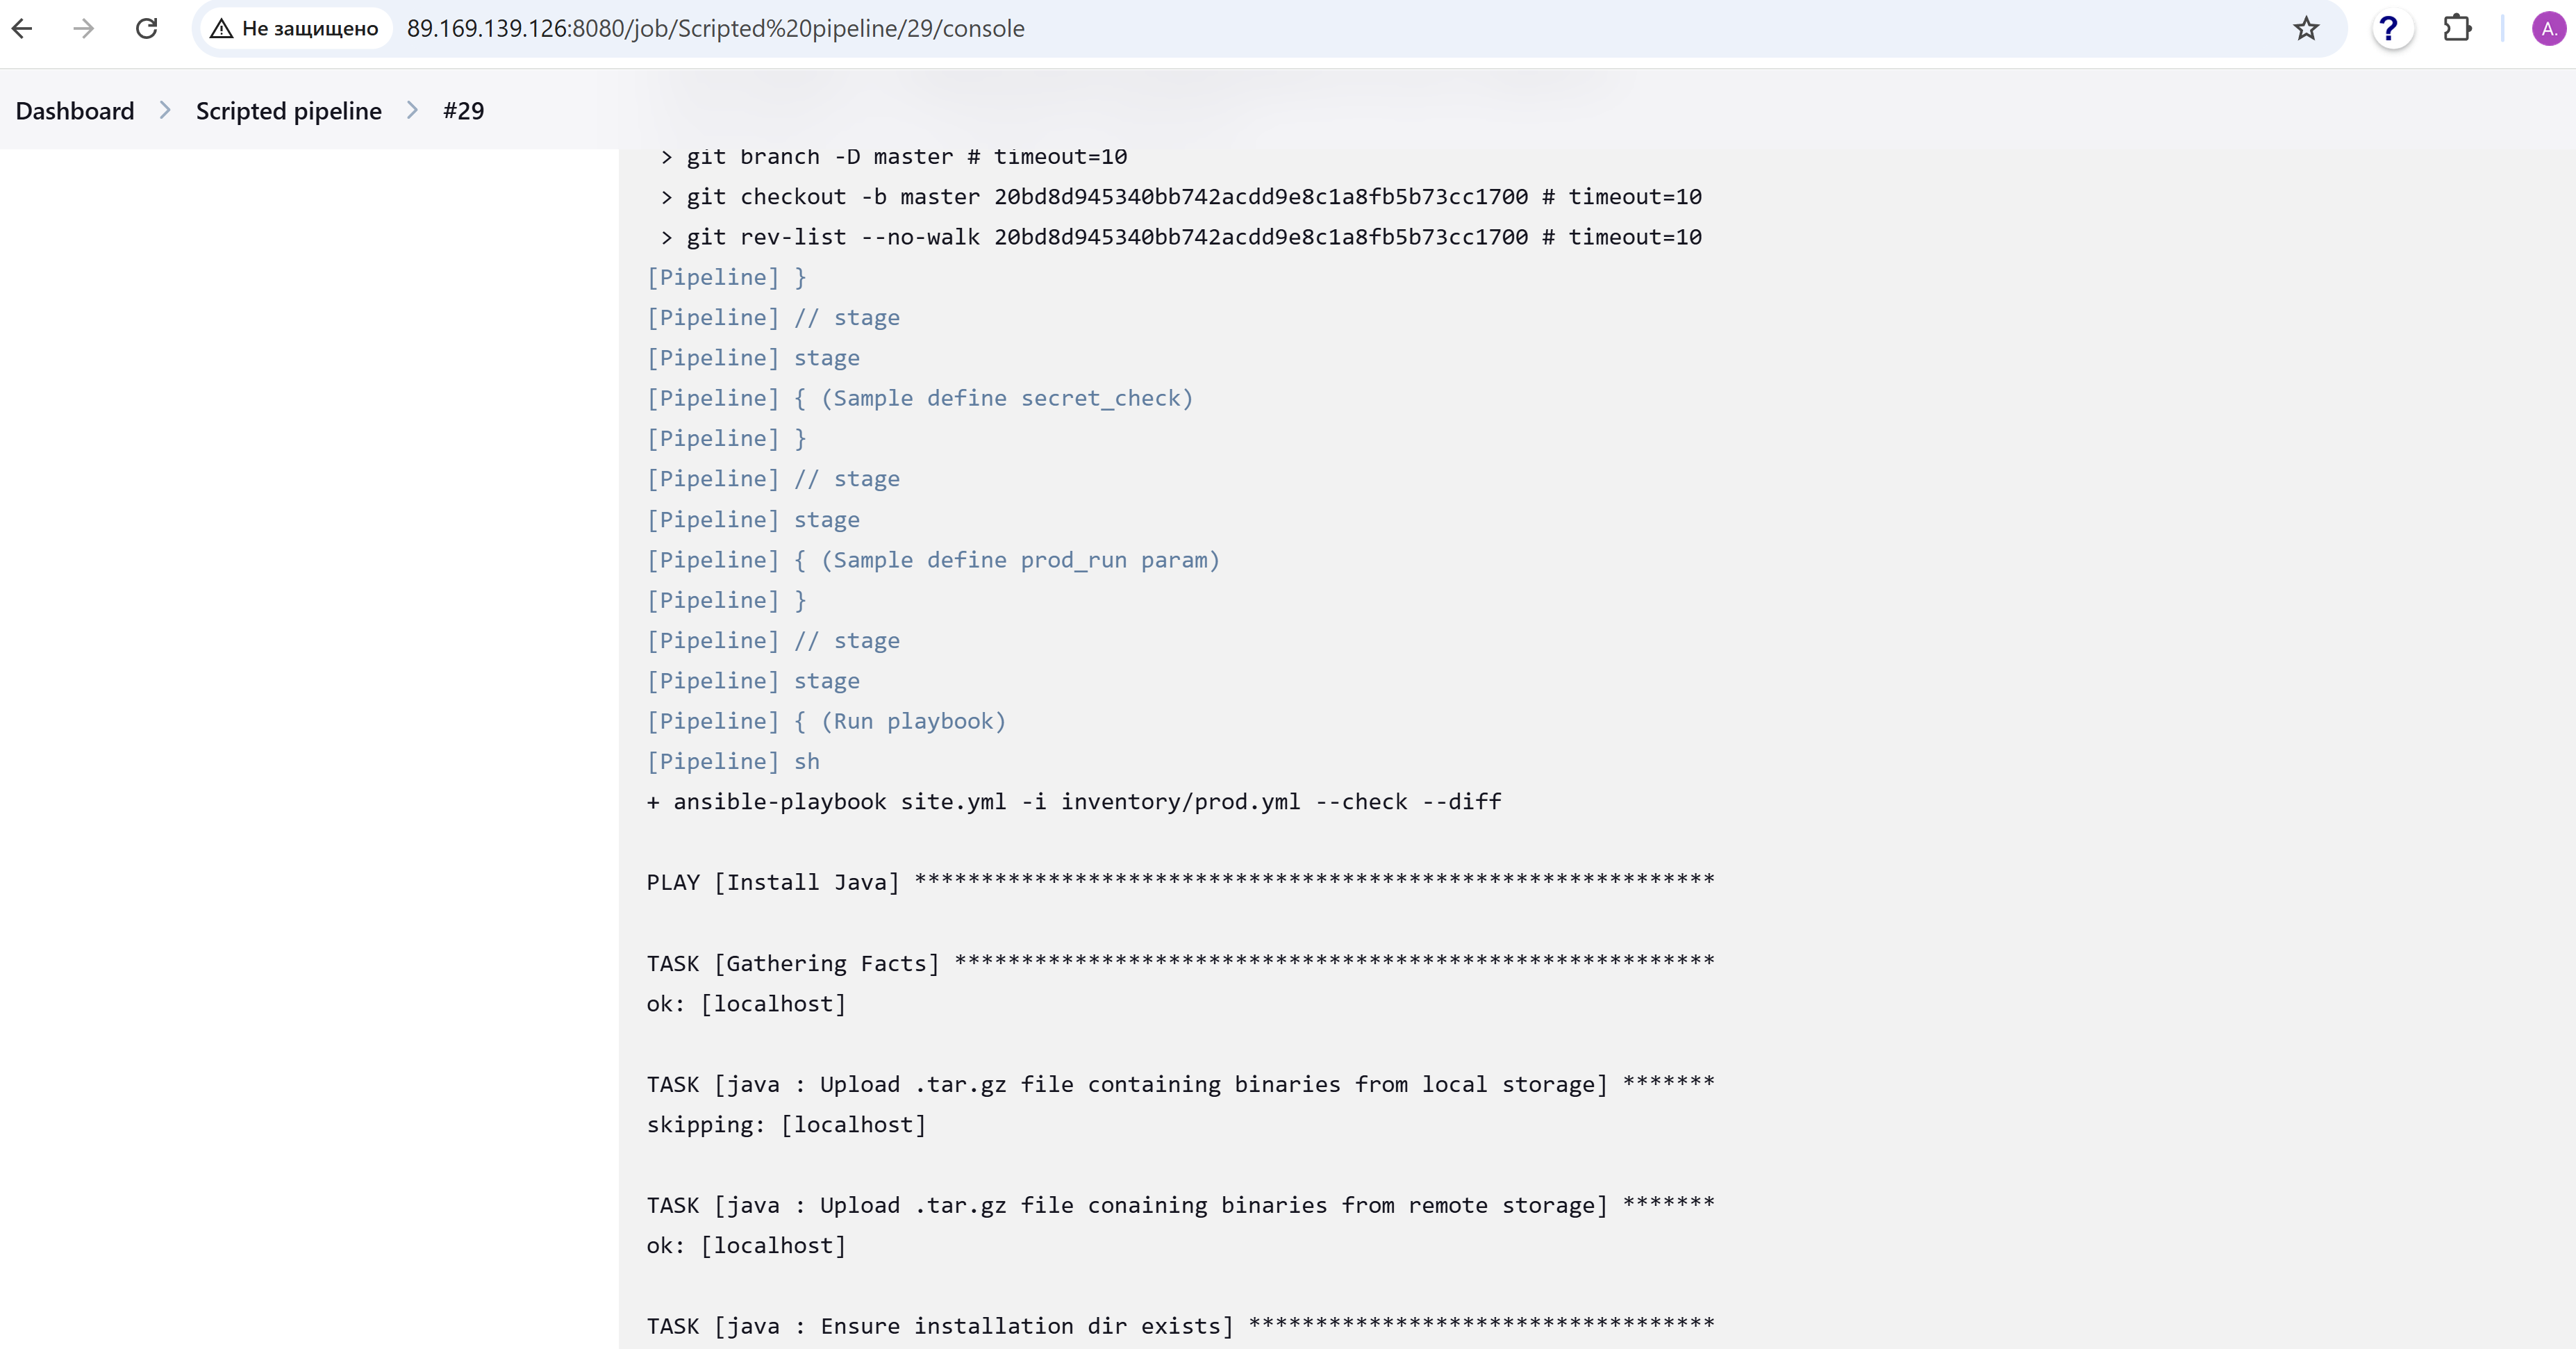 Не защищено 89.169.139.126:8080/job/Scripted%20pipeline/29/console ? A.
Dashboard > Scripted pipeline > #29
> git branch -D master # timeout=10
> git checkout -b master 20bd8d945340bb742acdd9e8c1a8fb5b73cc1700 # timeout=10
> git rev-list --no-walk 20bd8d945340bb742acdd9e8c1a8fb5b73cc1700 # timeout=10
[Pipeline] }
[Pipeline] // stage
[Pipeline] stage
[Pipeline] { (Sample define secret_check)
[Pipeline] }
[Pipeline] // stage
[Pipeline] stage
[Pipeline] { (Sample define prod_run param)
[Pipeline] }
[Pipeline] // stage
[Pipeline] stage
[Pipeline] { (Run playbook)
[Pipeline] sh
+ ansible-playbook site.yml -i inventory/prod.yml --check --diff
PLAY [Install Java] ************************************************************
TASK [Gathering Facts] *********************************************************
ok: [localhost]
TASK [java : Upload .tar.gz file containing binaries from local storage] *******
skipping: [localhost]
TASK [java : Upload .tar.gz file conaining binaries from remote storage] *******
ok: [localhost]
TASK [java : Ensure installation dir exists] ***********************************